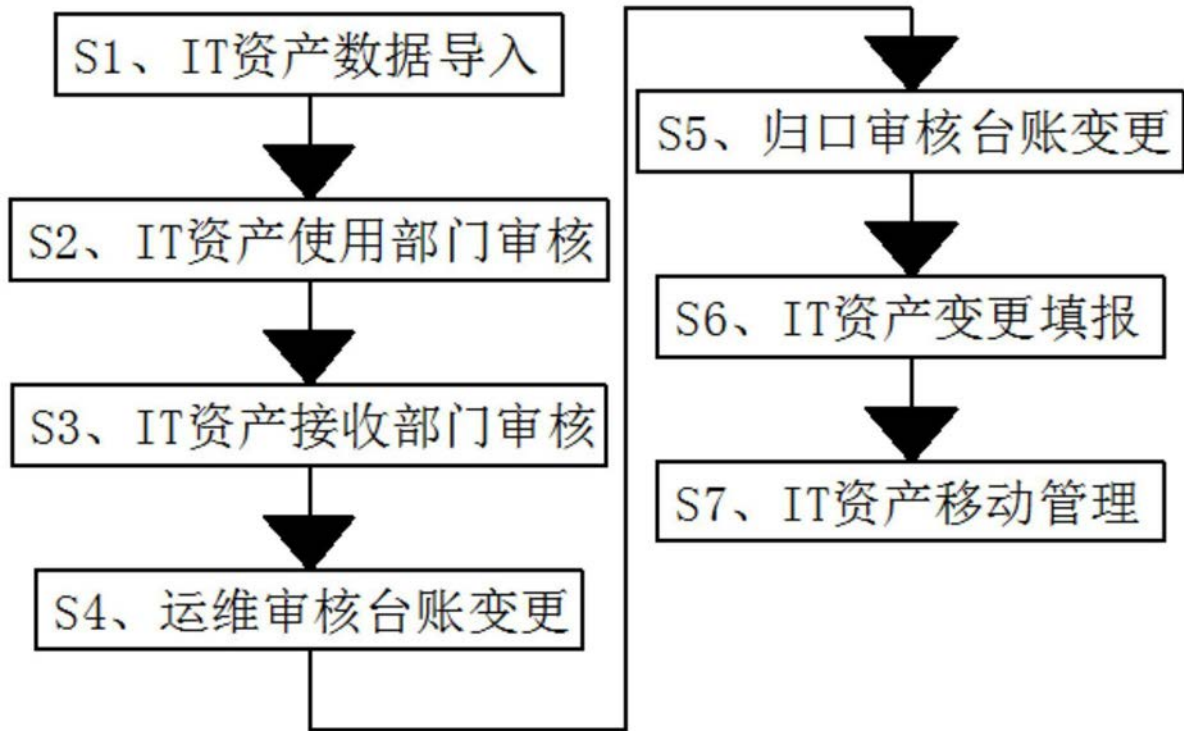 S1、IT资产数据导入
S2、IT资产使用部门审核
S3、IT资产接收部门审核
S4、运维审核台账变更
S5、归口审核台账变更
S6、IT资产变更填报
S7、IT资产移动管理